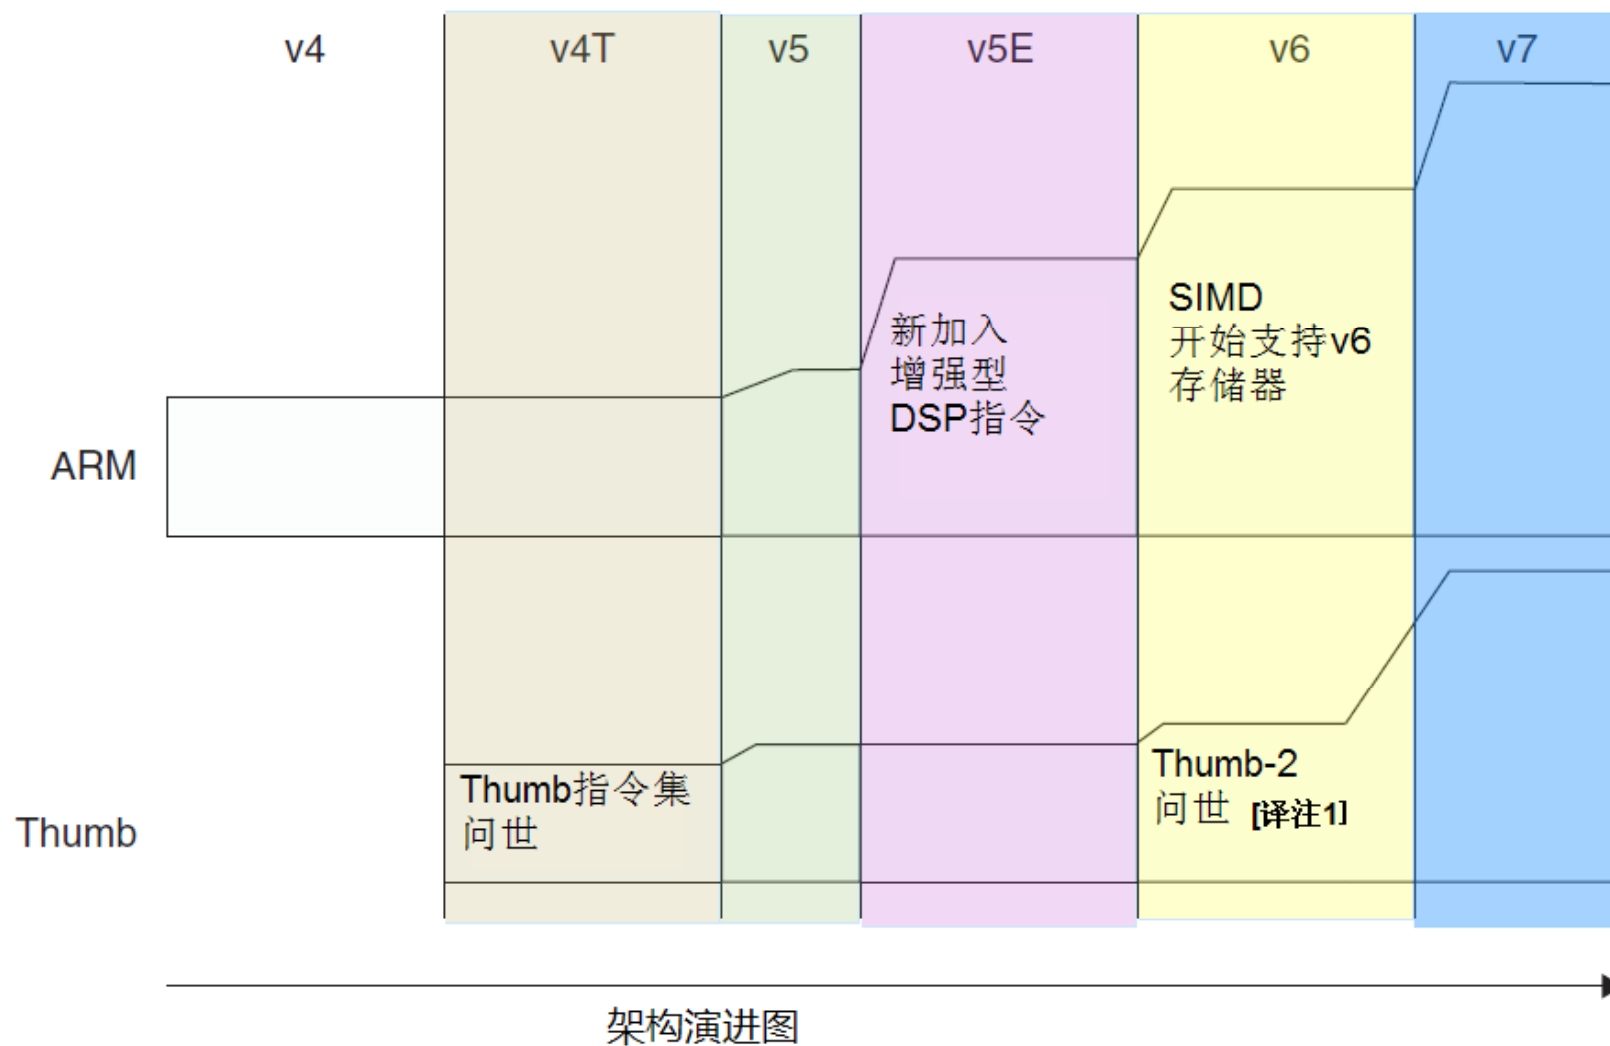 v4
v4T
v5
v5E
v6
v7
SIMD
开始支持v6
存储器
新加入
增强型
DSP指令
ARM
Thumb-2
问世 [译注1]
Thumb指令集
问世
Thumb
架构演进图